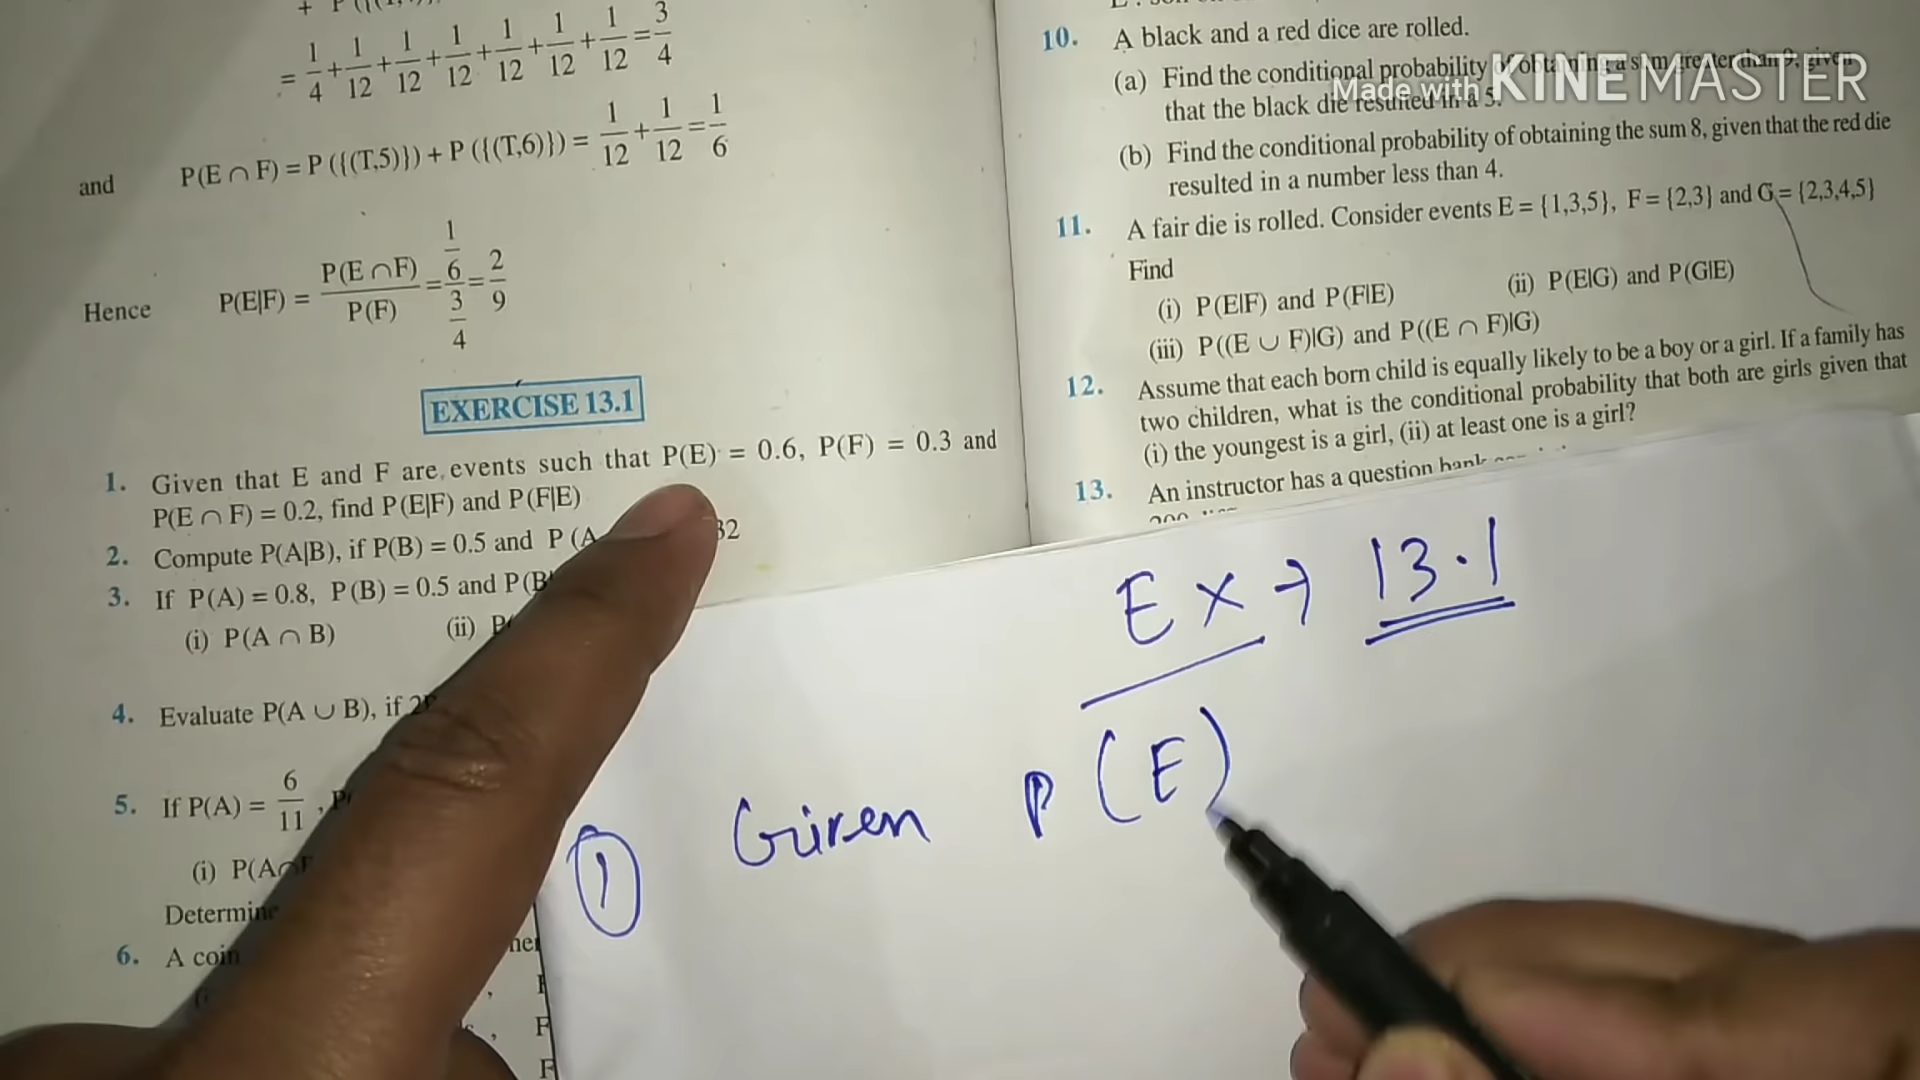 = 1/4 + 1/12 + 1/12 + 1/12 + 1/12 + 1/12 + 1/12 = 3/4
and P(E ∩ F) = P ({(T,5)}) + P ({(T,6)}) = 1/12 + 1/12 = 1/6
Hence P(E|F) = P(E ∩ F)/P(F) = (1/6)/(3/4) = 2/9
EXERCISE 13.1
1. Given that E and F are events such that P(E) = 0.6, P(F) = 0.3 and
P(E ∩ F) = 0.2, find P(E|F) and P(F|E)
2. Compute P(A|B), if P(B) = 0.5 and P (A 32
3. If P(A) = 0.8, P(B) = 0.5 and P(B
(i) P(A ∩ B) (ii)
4. Evaluate P(A ∪ B), if
5. If P(A) = 6/11 ,
(i)
Determine
6. A coin
, F
F
10. A black and a red dice are rolled.
(a) Find the conditional probability of obtaining a sum greater than 9, given
that the black die resulted in a 5.
(b) Find the conditional probability of obtaining the sum 8, given that the red die
resulted in a number less than 4.
11. A fair die is rolled. Consider events E = {1,3,5}, F = {2,3} and G = {2,3,4,5}
Find
(i) P(E|F) and P(F|E) (ii) P(E|G) and P(G|E)
(iii) P((E ∪ F)|G) and P((E ∩ F)|G)
12. Assume that each born child is equally likely to be a boy or a girl. If a family has
two children, what is the conditional probability that both are girls given that
(i) the youngest is a girl, (ii) at least one is a girl?
13. An instructor has a question bank
Made with KINEMASTER
Ex → 13.1
1 Given P(E)